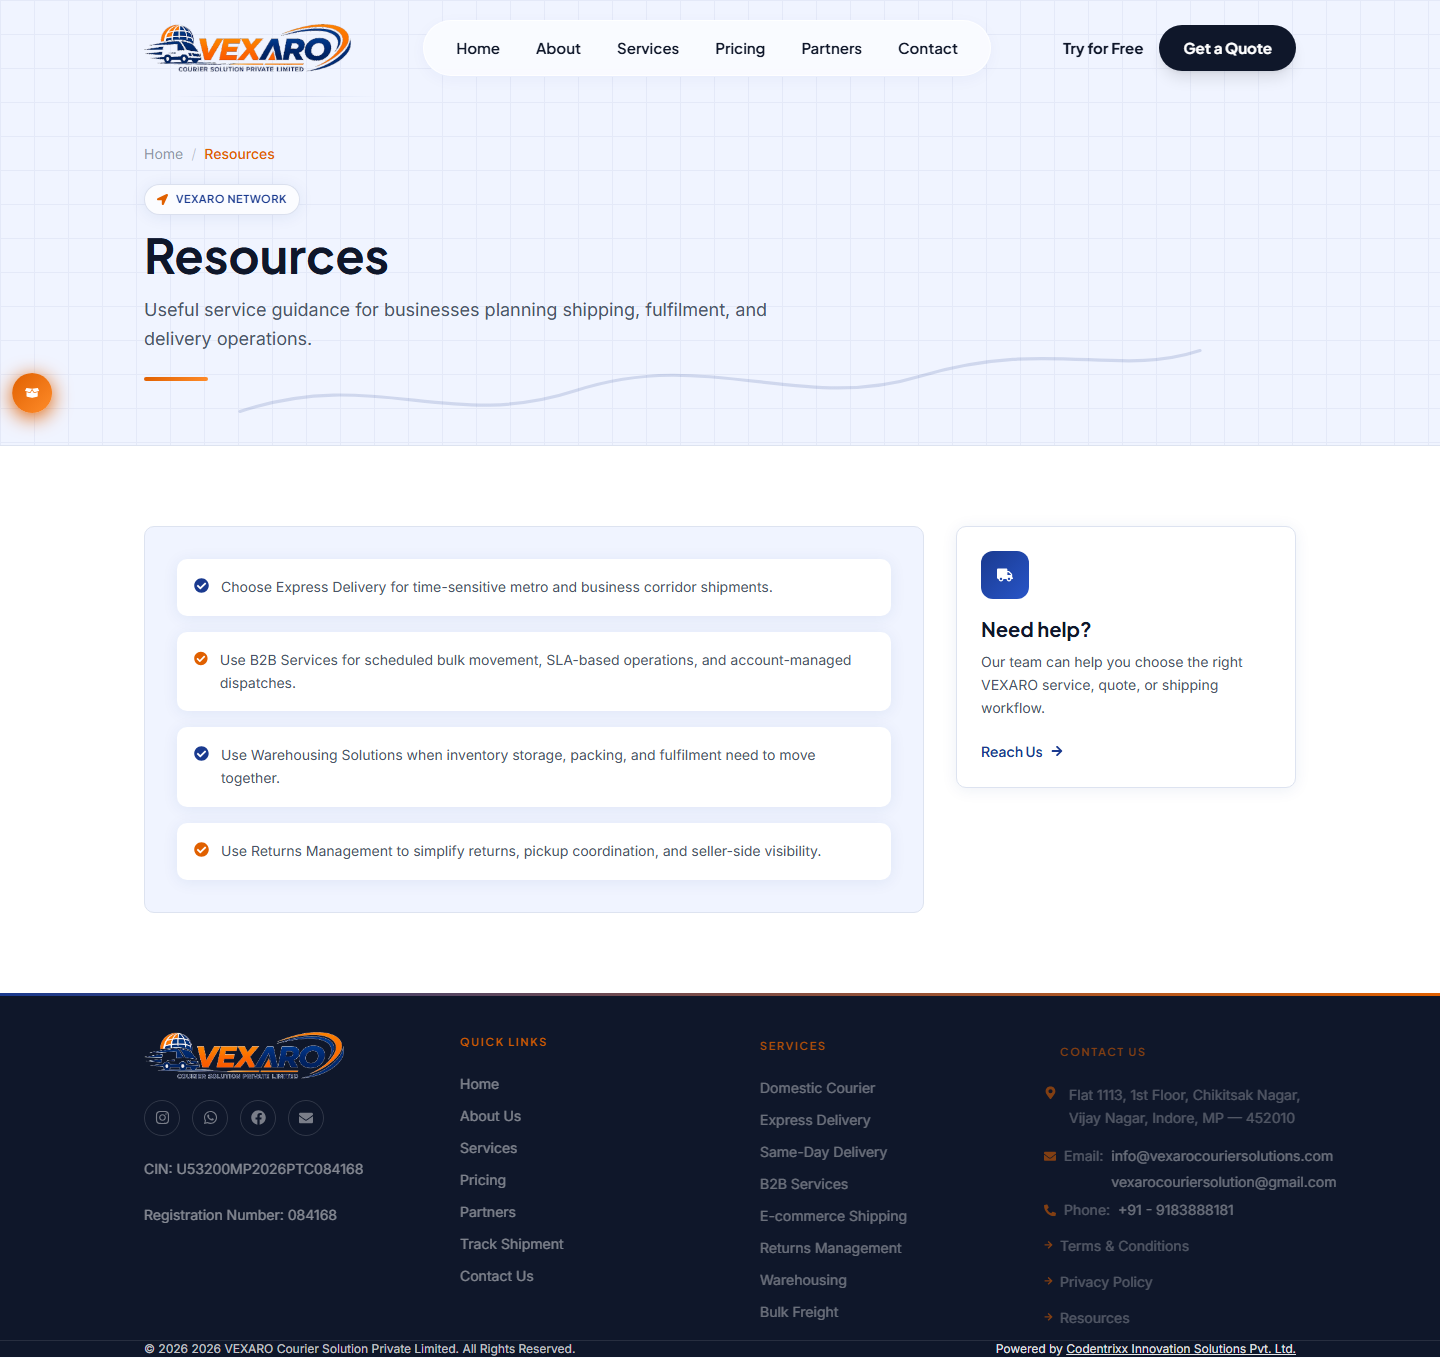 VEXARO
COURIER SOLUTION PRIVATE LIMITED
Home About Services Pricing Partners Contact
Try for Free
Get a Quote
Home / Resources
VEXARO NETWORK
Resources
Useful service guidance for businesses planning shipping, fulfilment, and
delivery operations.
Choose Express Delivery for time-sensitive metro and business corridor shipments.
Use B2B Services for scheduled bulk movement, SLA-based operations, and account-managed
dispatches.
Use Warehousing Solutions when inventory storage, packing, and fulfilment need to move
together.
Use Returns Management to simplify returns, pickup coordination, and seller-side visibility.
Need help?
Our team can help you choose the right
VEXARO service, quote, or shipping
workflow.
Reach Us
VEXARO
COURIER SOLUTION PRIVATE LIMITED
CIN: U53200MP2026PTC084168
Registration Number: 084168
QUICK LINKS
Home
About Us
Services
Pricing
Partners
Track Shipment
Contact Us
SERVICES
Domestic Courier
Express Delivery
Same-Day Delivery
B2B Services
E-commerce Shipping
Returns Management
Warehousing
Bulk Freight
CONTACT US
Flat 1113, 1st Floor, Chikitsak Nagar,
Vijay Nagar, Indore, MP — 452010
Email: info@vexarocouriersolutions.com
vexarocouriersolution@gmail.com
Phone: +91 - 9183888181
Terms & Conditions
Privacy Policy
Resources
© 2026 2026 VEXARO Courier Solution Private Limited. All Rights Reserved.
Powered by Codentrixx Innovation Solutions Pvt. Ltd.